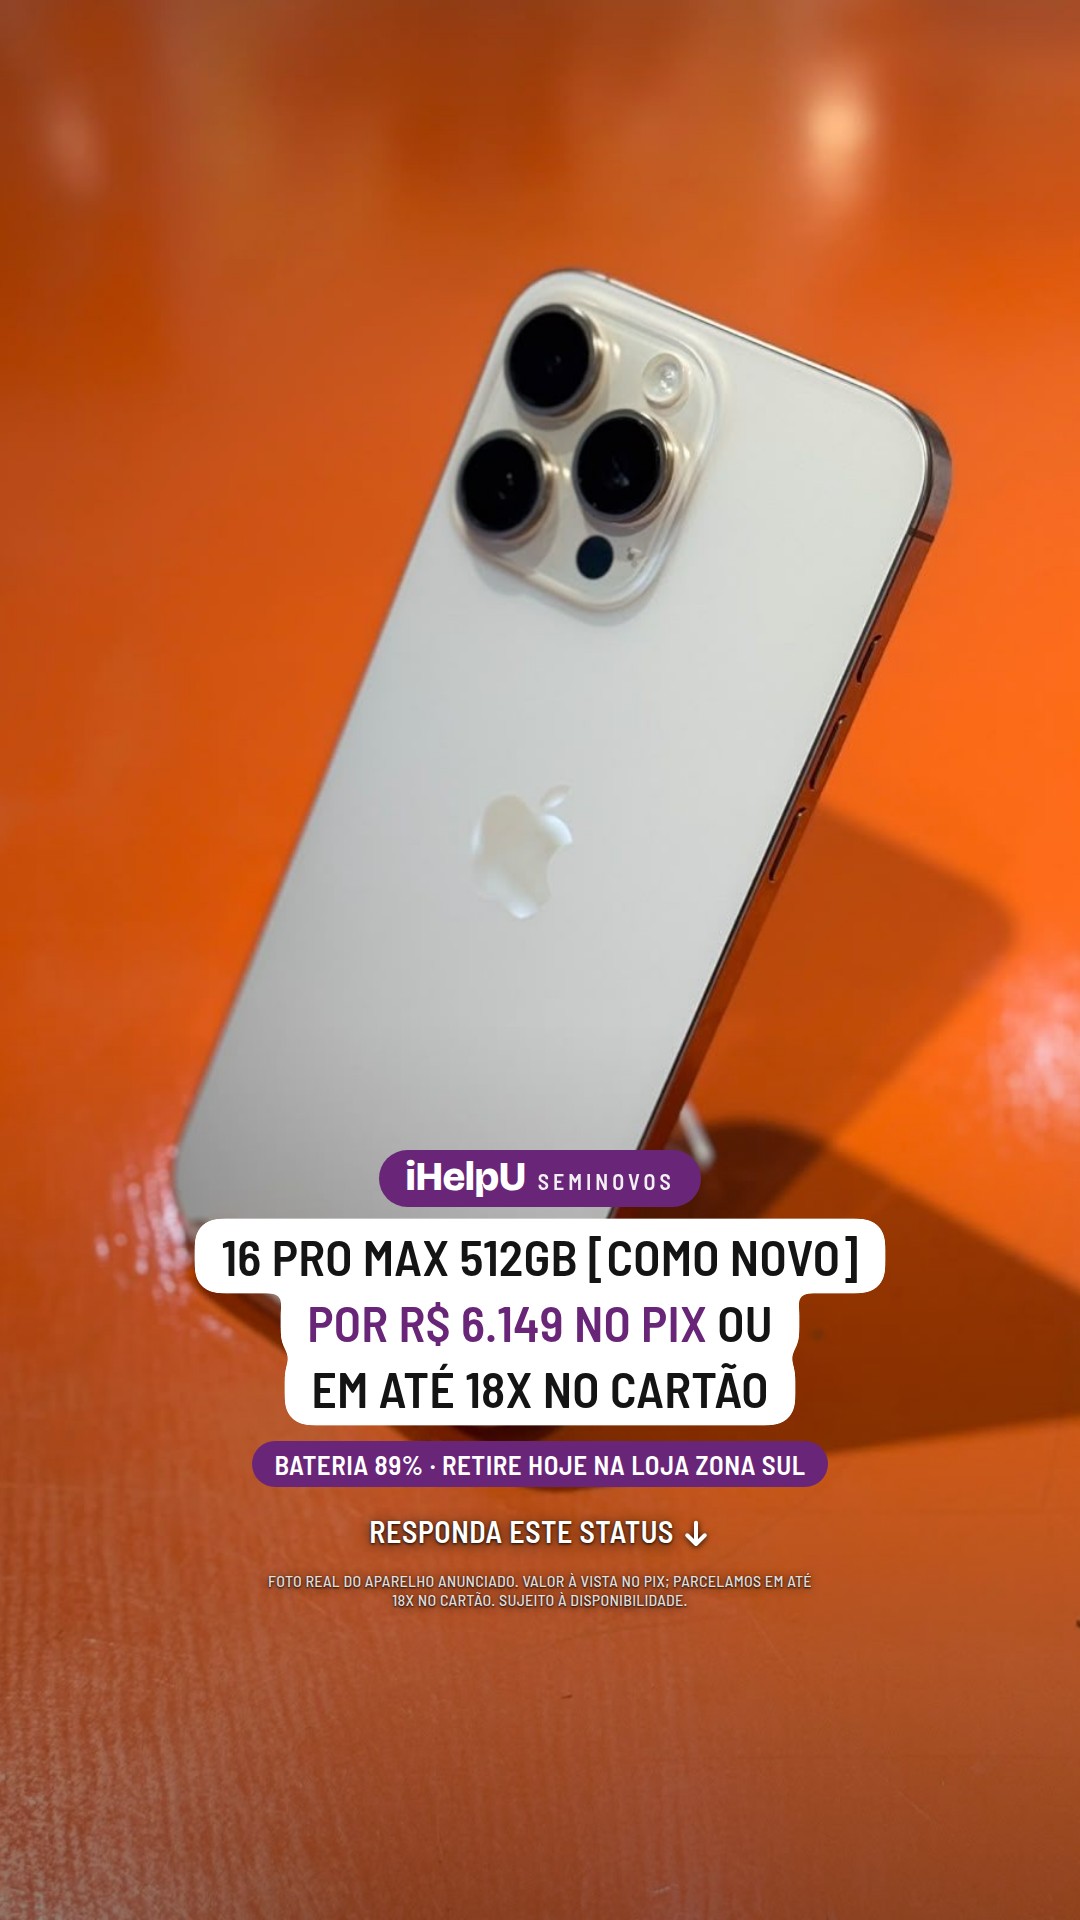 iHelpU SEMINOVOS
16 PRO MAX 512GB [COMO NOVO]
POR R$ 6.149 NO PIX OU
EM ATÉ 18X NO CARTÃO
BATERIA 89% · RETIRE HOJE NA LOJA ZONA SUL
RESPONDA ESTE STATUS ↓
FOTO REAL DO APARELHO ANUNCIADO. VALOR À VISTA NO PIX; PARCELAMOS EM ATÉ
18X NO CARTÃO. SUJEITO À DISPONIBILIDADE.